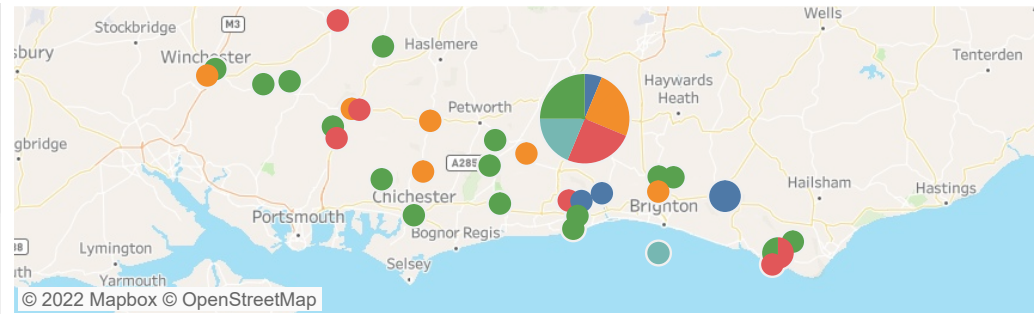 Stockbridge
M3
Wells
sbury
Winchester
Haslemere
Tenterden
Haywards
Heath
Petworth
gbridge
A285
Hailsham
Hastings
Chichester
Brighton
Portsmouth
Bognor Regis
Lymington
Selsey
uth
Yarmouth
© 2022 Mapbox © OpenStreetMap